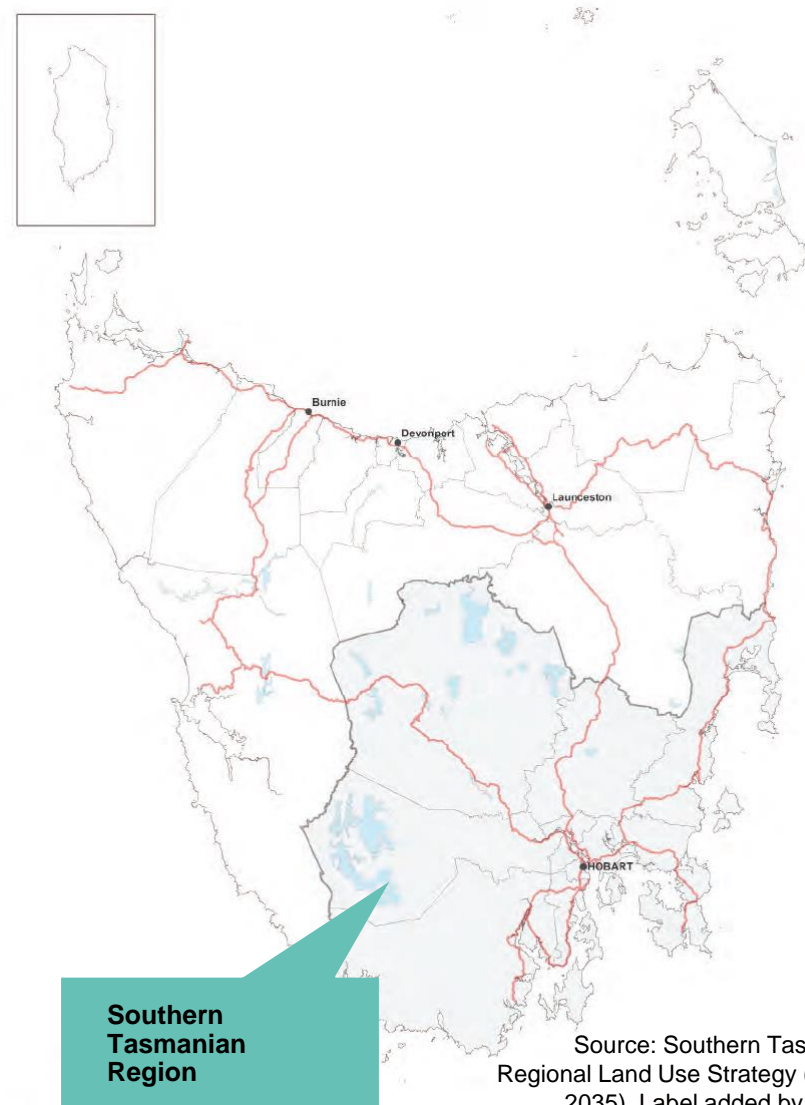 Burnie
Devonport
Launceston
HOBART
Southern
Tasmanian
Region
Source: Southern Tas
Regional Land Use Strategy
2035). Label added by